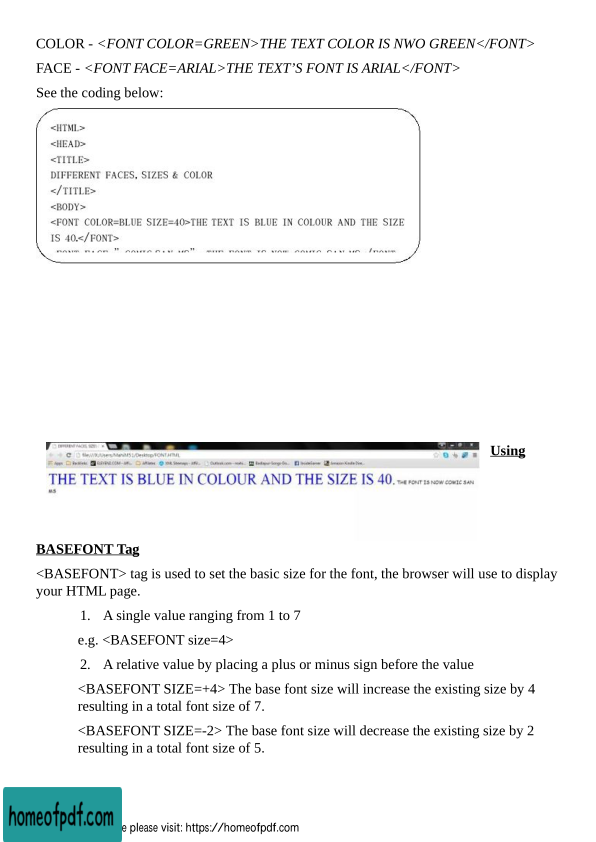 COLOR - <FONT COLOR=GREEN>THE TEXT COLOR IS NWO GREEN</FONT>
FACE - <FONT FACE=ARIAL>THE TEXT’S FONT IS ARIAL</FONT>
See the coding below:
<HTML>
<HEAD>
<TITLE>
DIFFERENT FACES, SIZES & COLOR
</TITLE>
<BODY>
<FONT COLOR=BLUE SIZE=40>THE TEXT IS BLUE IN COLOUR AND THE SIZE
IS 40.</FONT>
Using
THE TEXT IS BLUE IN COLOUR AND THE SIZE IS 40. THE FONT IS NOW COMIC SAN
MS
BASEFONT Tag
<BASEFONT> tag is used to set the basic size for the font, the browser will use to display
your HTML page.
1. A single value ranging from 1 to 7
e.g. <BASEFONT size=4>
2. A relative value by placing a plus or minus sign before the value
<BASEFONT SIZE=+4> The base font size will increase the existing size by 4
resulting in a total font size of 7.
<BASEFONT SIZE=-2> The base font size will decrease the existing size by 2
resulting in a total font size of 5.
homeofpdf.com
e please visit: https://homeofpdf.com